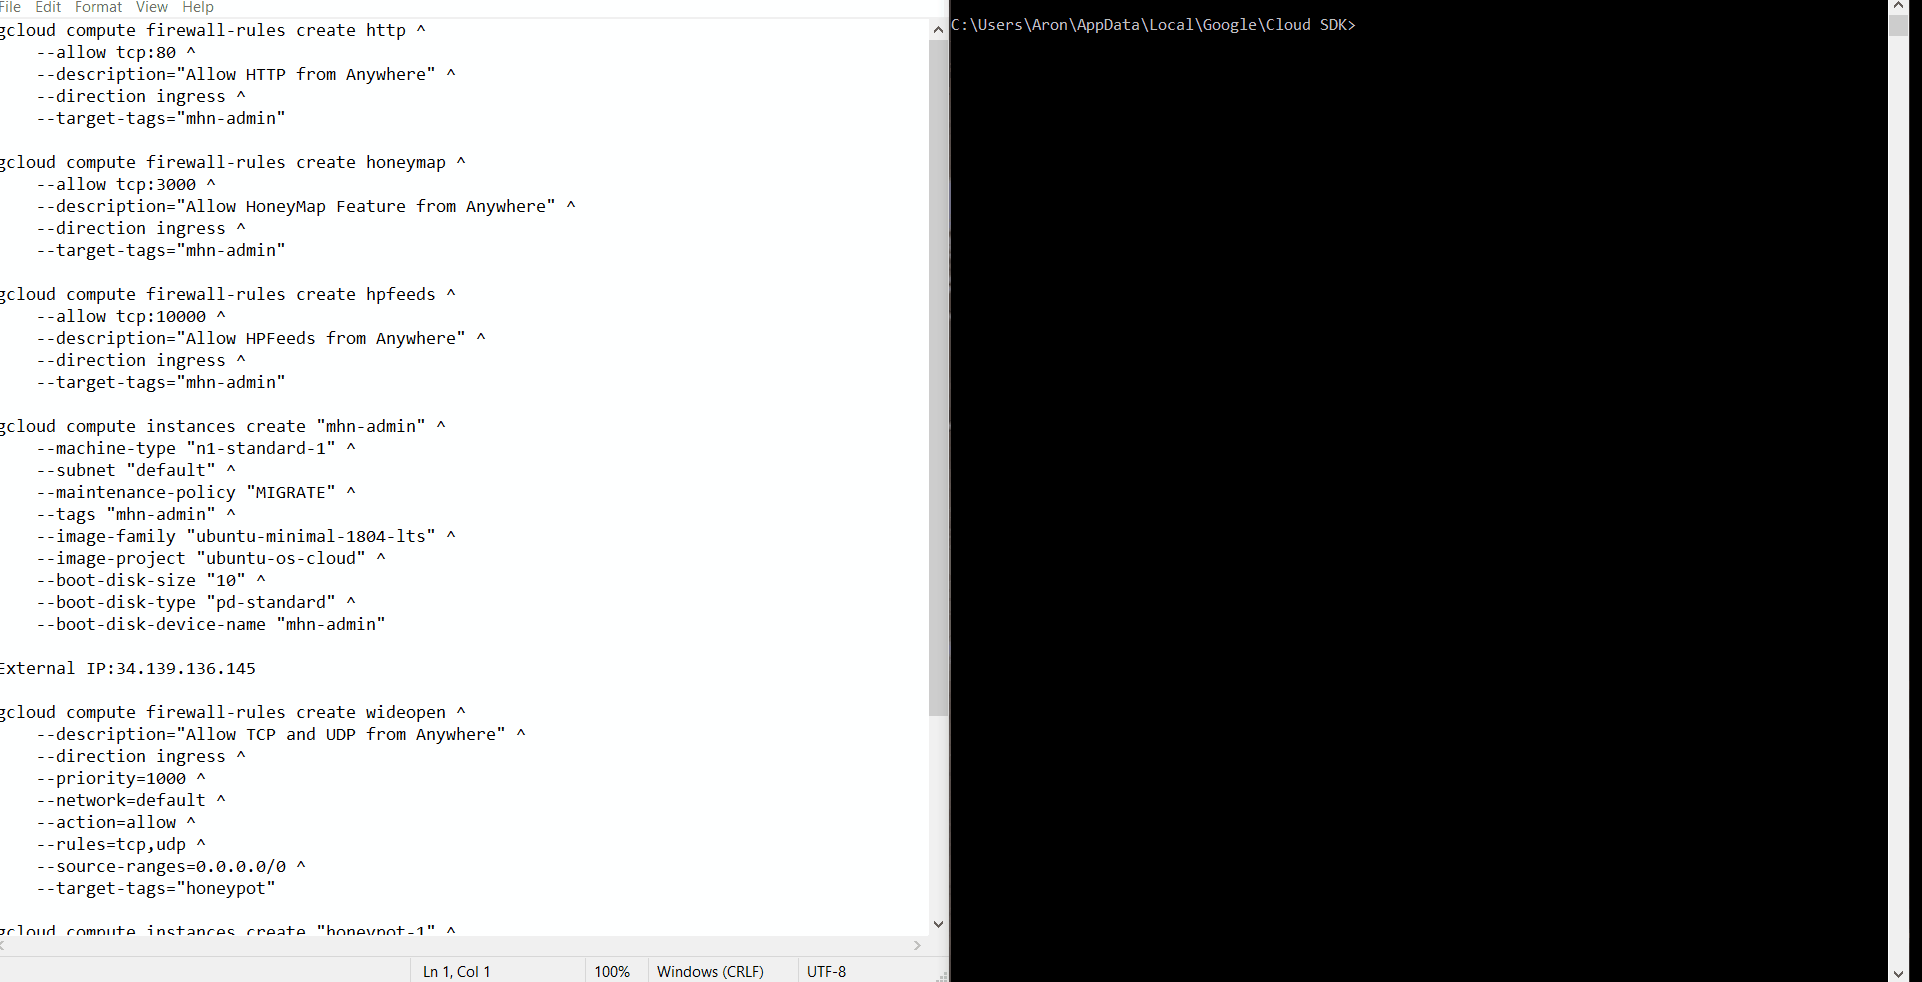 File Edit Format View Help
gcloud compute firewall-rules create http ^
    --allow tcp:80 ^
    --description="Allow HTTP from Anywhere" ^
    --direction ingress ^
    --target-tags="mhn-admin"

gcloud compute firewall-rules create honeymap ^
    --allow tcp:3000 ^
    --description="Allow HoneyMap Feature from Anywhere" ^
    --direction ingress ^
    --target-tags="mhn-admin"

gcloud compute firewall-rules create hpfeeds ^
    --allow tcp:10000 ^
    --description="Allow HPFeeds from Anywhere" ^
    --direction ingress ^
    --target-tags="mhn-admin"

gcloud compute instances create "mhn-admin" ^
    --machine-type "n1-standard-1" ^
    --subnet "default" ^
    --maintenance-policy "MIGRATE" ^
    --tags "mhn-admin" ^
    --image-family "ubuntu-minimal-1804-lts" ^
    --image-project "ubuntu-os-cloud" ^
    --boot-disk-size "10" ^
    --boot-disk-type "pd-standard" ^
    --boot-disk-device-name "mhn-admin"

External IP:34.139.136.145

gcloud compute firewall-rules create wideopen ^
    --description="Allow TCP and UDP from Anywhere" ^
    --direction ingress ^
    --priority=1000 ^
    --network=default ^
    --action=allow ^
    --rules=tcp,udp ^
    --source-ranges=0.0.0.0/0 ^
    --target-tags="honeypot"

gcloud compute instances create "honeypot-1" ^
Ln 1, Col 1 100% Windows (CRLF) UTF-8
C:\Users\Aron\AppData\Local\Google\Cloud SDK>